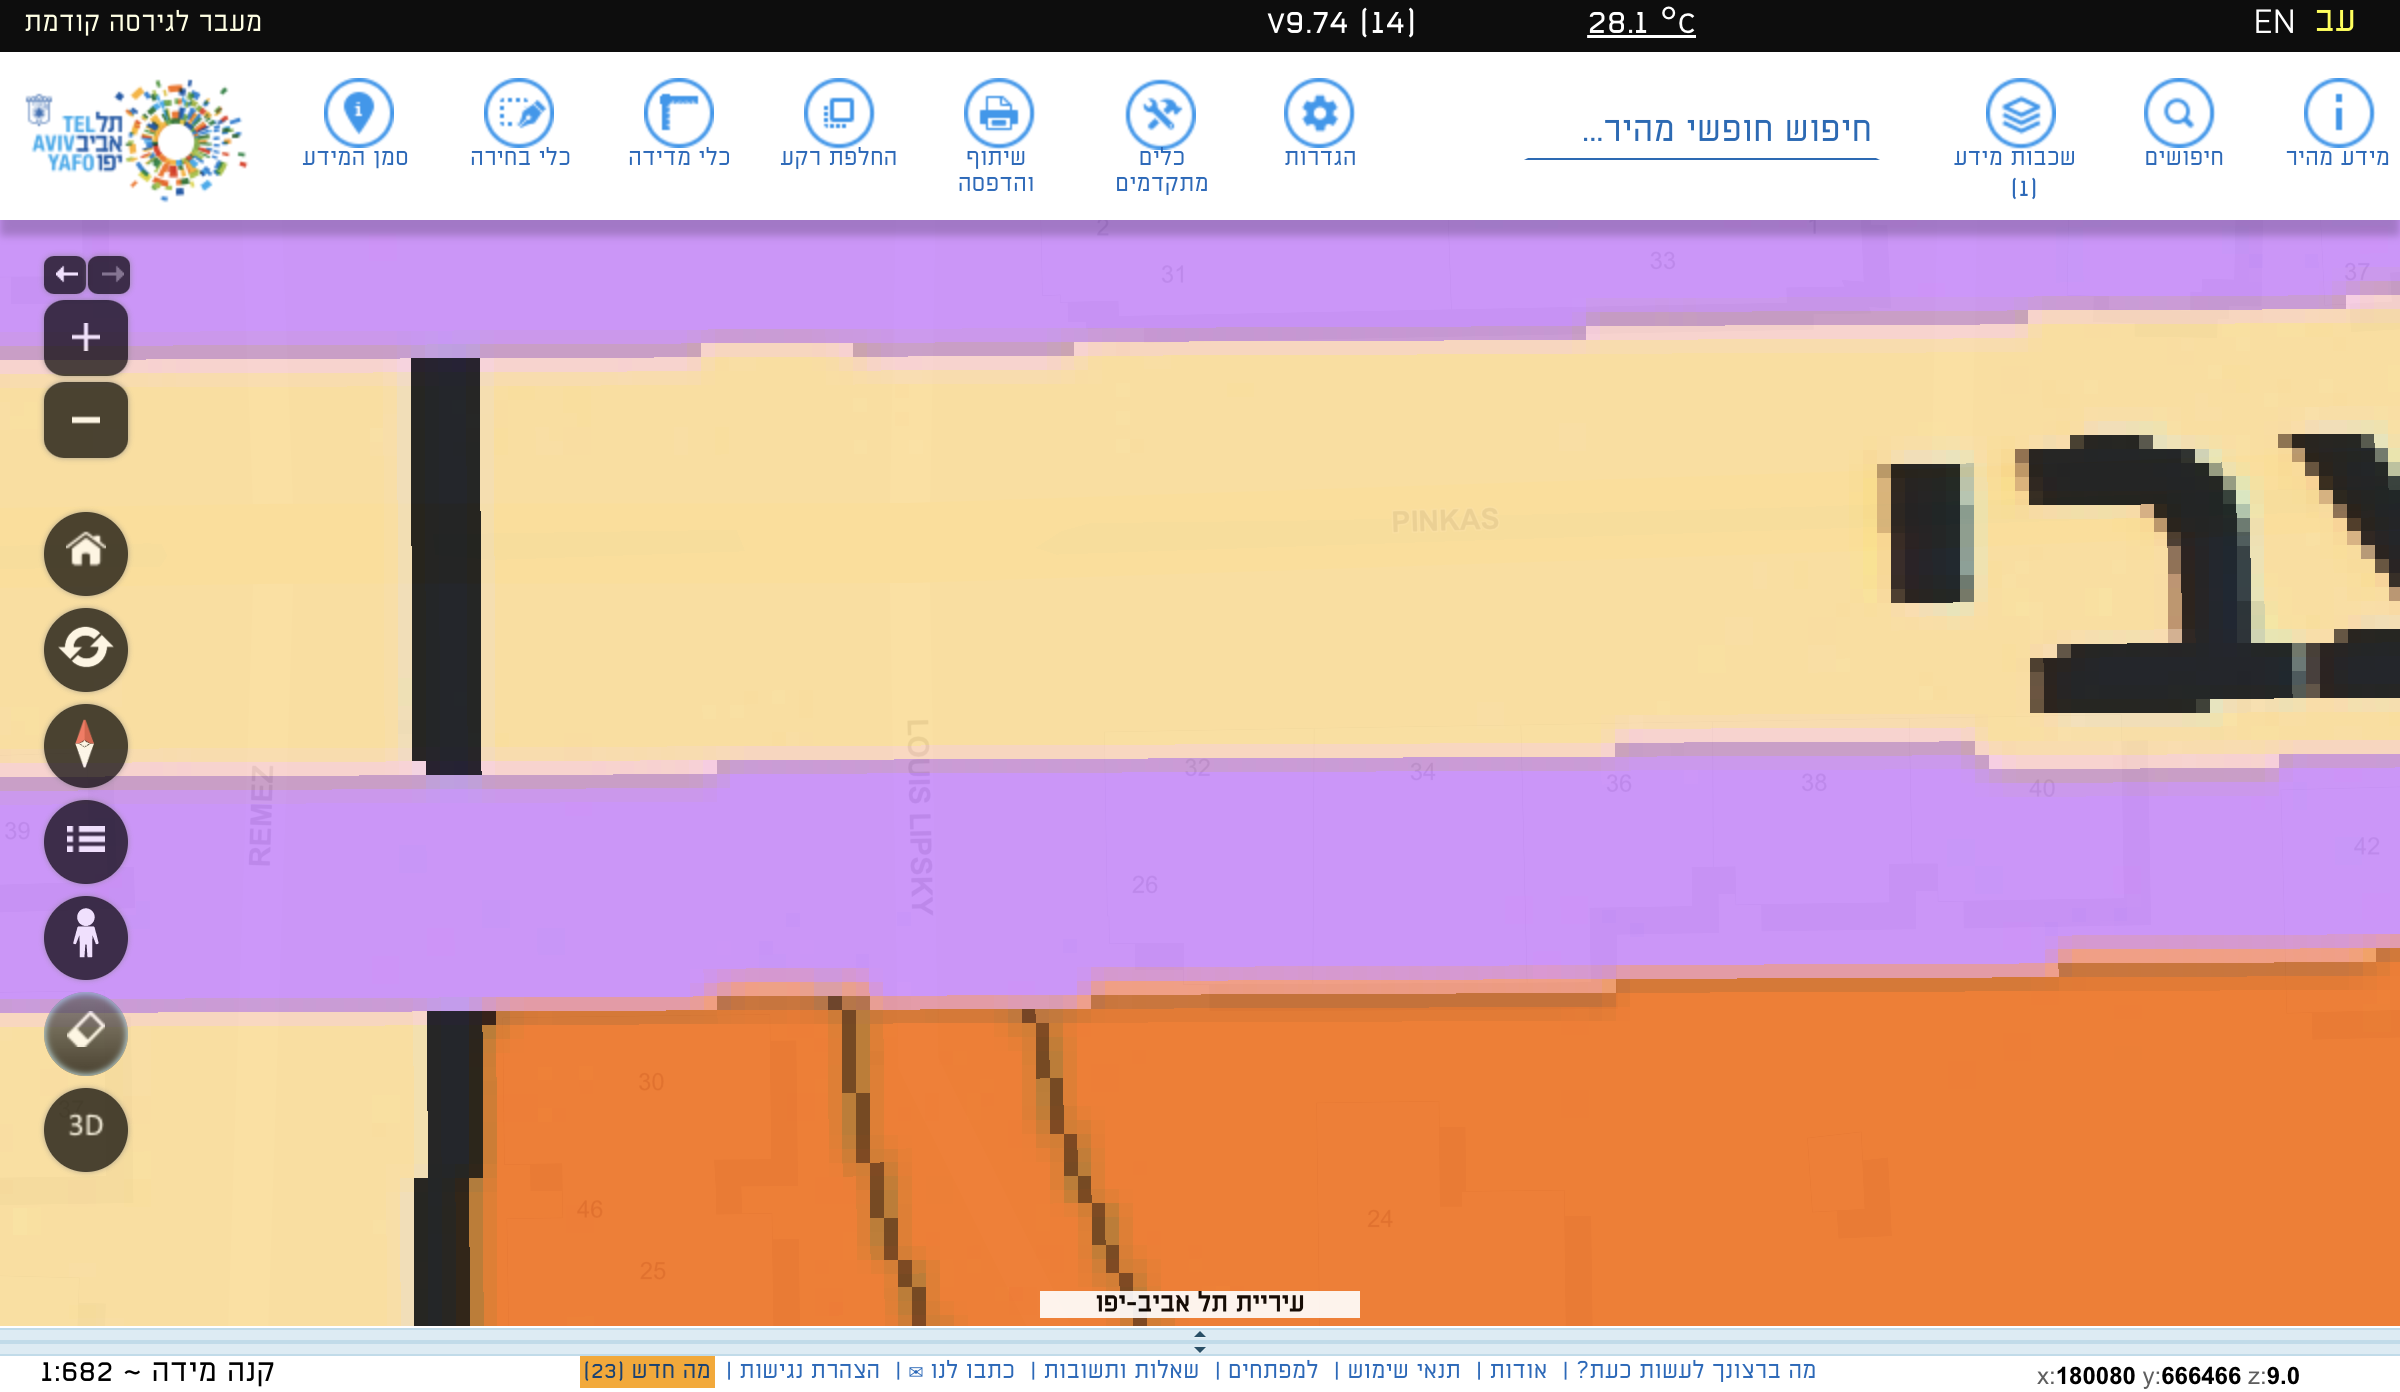 עב EN
28.1 °C
V9.74 (14)
מעבר לגירסה קודמת
מידע מהיר
חיפושים
שכבות מידע
(1)
חיפוש חופשי מהיר...
הגדרות
כלים
מתקדמים
שיתוף
והדפסה
החלפת רקע
כלי מדידה
כלי בחירה
סמן המידע
תל
אביב
יפו
TEL
AVIV
YAFO
2
31
33
37
PINKAS
REMEZ
LOUIS LIPSKY
32
34
36
38
40
39
42
26
30
46
25
24
3D
עיריית תל אביב-יפו
קנה מידה ~ 1:682
מה ברצונך לעשות כעת? | אודות | תנאי שימוש | למפתחים | שאלות ותשובות | כתבו לנו ✉ | הצהרת נגישות | מה חדש (23)
x:180080 y:666466 z:9.0